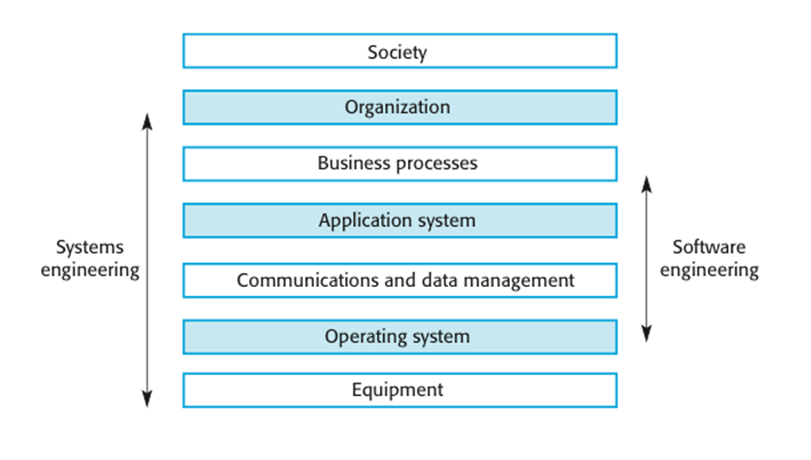 Society
Organization
Business processes
Application system
Systems
engineering
Software
engineering
Communications and data management
Operating system
Equipment